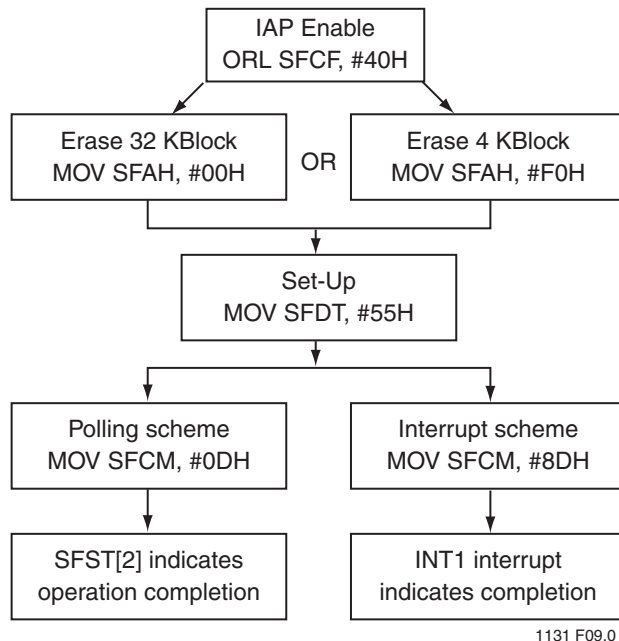 IAP Enable
ORL SFCF, #40H
Erase 32 KBlock
MOV SFAH, #00H
OR
Erase 4 KBlock
MOV SFAH, #F0H
Set-Up
MOV SFDT, #55H
Polling scheme
MOV SFCM, #0DH
Interrupt scheme
MOV SFCM, #8DH
SFST[2] indicates
operation completion
INT1 interrupt
indicates completion
1131 F09.0